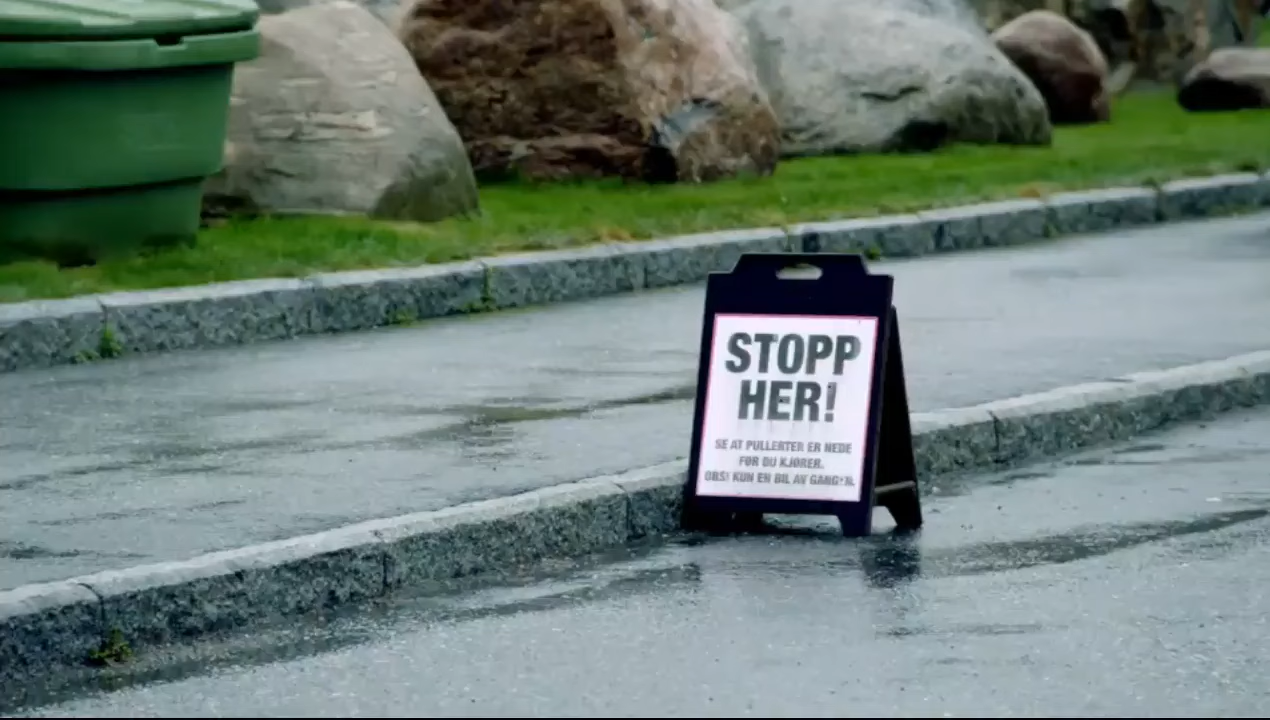 STOPP
HER!
SE AT PULLERTER ER NEDE
FØR DU KJØRER.
OBS! KUN EN BIL AV GANGEN.